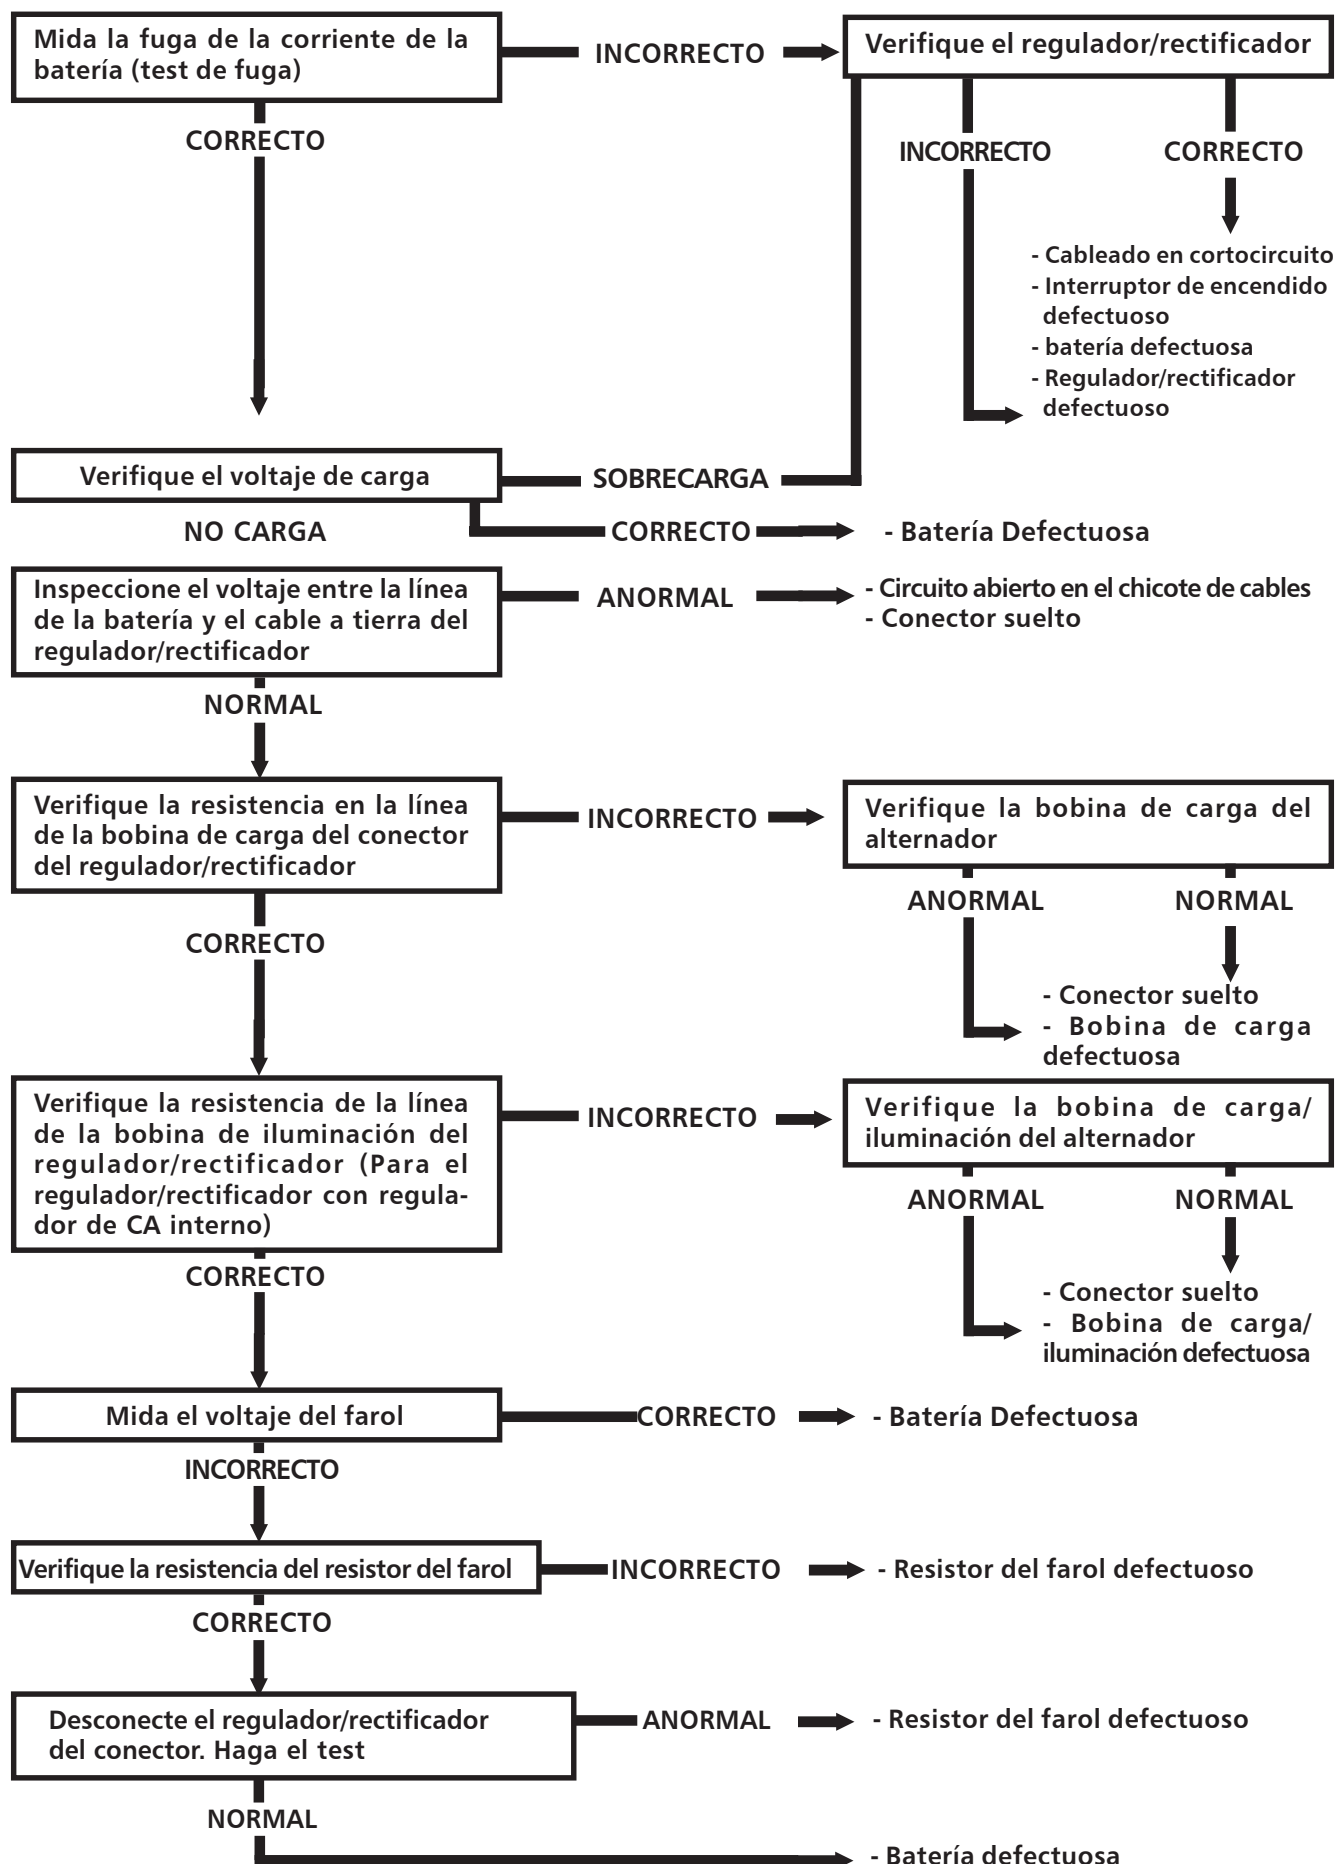 Mida la fuga de la corriente de la
batería (test de fuga)
INCORRECTO
Verifique el regulador/rectificador
CORRECTO
INCORRECTO
CORRECTO
- Cableado en cortocircuito
- Interruptor de encendido
defectuoso
- batería defectuosa
- Regulador/rectificador
defectuoso
Verifique el voltaje de carga
SOBRECARGA
NO CARGA
CORRECTO
- Batería Defectuosa
Inspeccione el voltaje entre la línea
de la batería y el cable a tierra del
regulador/rectificador
ANORMAL
- Circuito abierto en el chicote de cables
- Conector suelto
NORMAL
Verifique la resistencia en la línea
de la bobina de carga del conector
del regulador/rectificador
INCORRECTO
Verifique la bobina de carga del
alternador
ANORMAL
NORMAL
CORRECTO
- Conector suelto
- Bobina de carga
defectuosa
Verifique la resistencia de la línea
de la bobina de iluminación del
regulador/rectificador (Para el
regulador/rectificador con regula-
dor de CA interno)
INCORRECTO
Verifique la bobina de carga/
iluminación del alternador
ANORMAL
NORMAL
CORRECTO
- Conector suelto
- Bobina de carga/
iluminación defectuosa
Mida el voltaje del farol
CORRECTO
- Batería Defectuosa
INCORRECTO
Verifique la resistencia del resistor del farol
INCORRECTO
- Resistor del farol defectuoso
CORRECTO
Desconecte el regulador/rectificador
del conector. Haga el test
ANORMAL
- Resistor del farol defectuoso
NORMAL
- Batería defectuosa